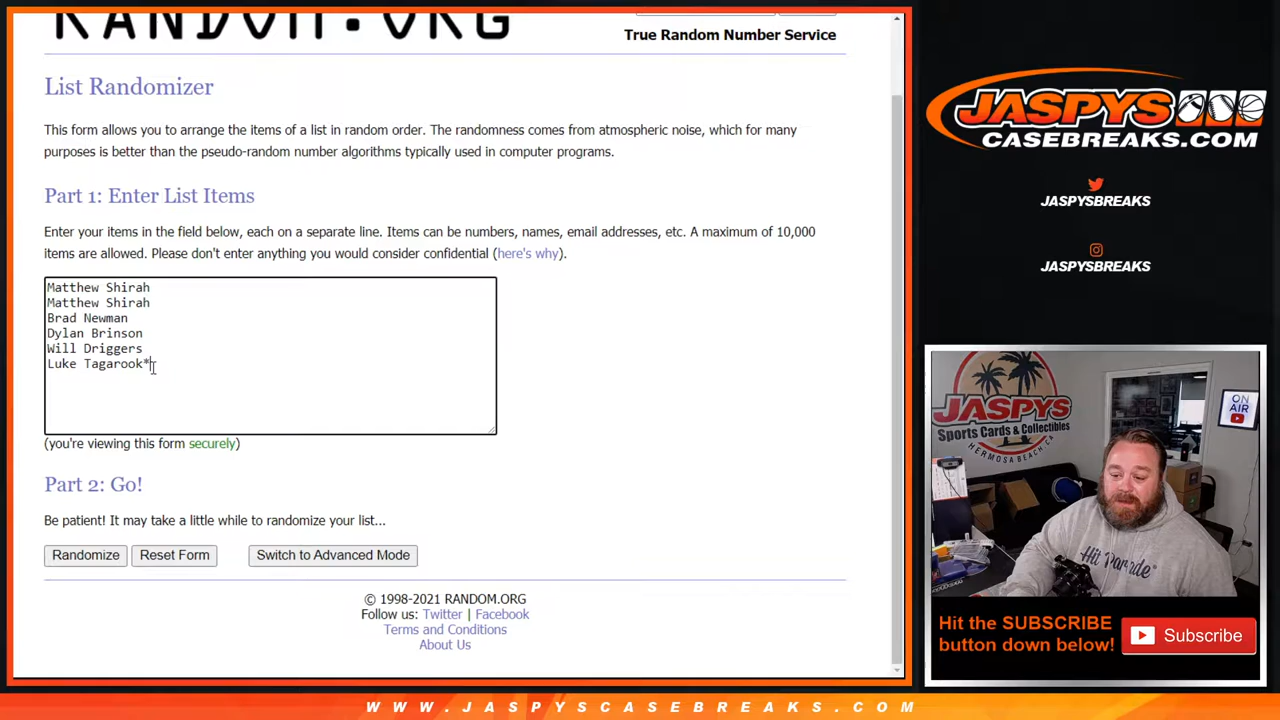 RANDOM.ORG
True Random Number Service
List Randomizer
This form allows you to arrange the items of a list in random order. The randomness comes from atmospheric noise, which for many
purposes is better than the pseudo-random number algorithms typically used in computer programs.
Part 1: Enter List Items
Enter your items in the field below, each on a separate line. Items can be numbers, names, email addresses, etc. A maximum of 10,000
items are allowed. Please don't enter anything you would consider confidential (here's why).
Matthew Shirah
Matthew Shirah
Brad Newman
Dylan Brinson
Will Driggers
Luke Tagarook*
(you're viewing this form securely)
Part 2: Go!
Be patient! It may take a little while to randomize your list...
Randomize Reset Form Switch to Advanced Mode
© 1998-2021 RANDOM.ORG
Follow us: Twitter | Facebook
Terms and Conditions
About Us
JASPYS
CASEBREAKS.COM
JASPYSBREAKS
JASPYSBREAKS
JASPYS
Sports Cards & Collectibles
HERMOSA BEACH, CA
ON
AIR
Hit Parade
Hit the SUBSCRIBE
button down below!
Subscribe
WWW.JASPYSCASEBREAKS.COM